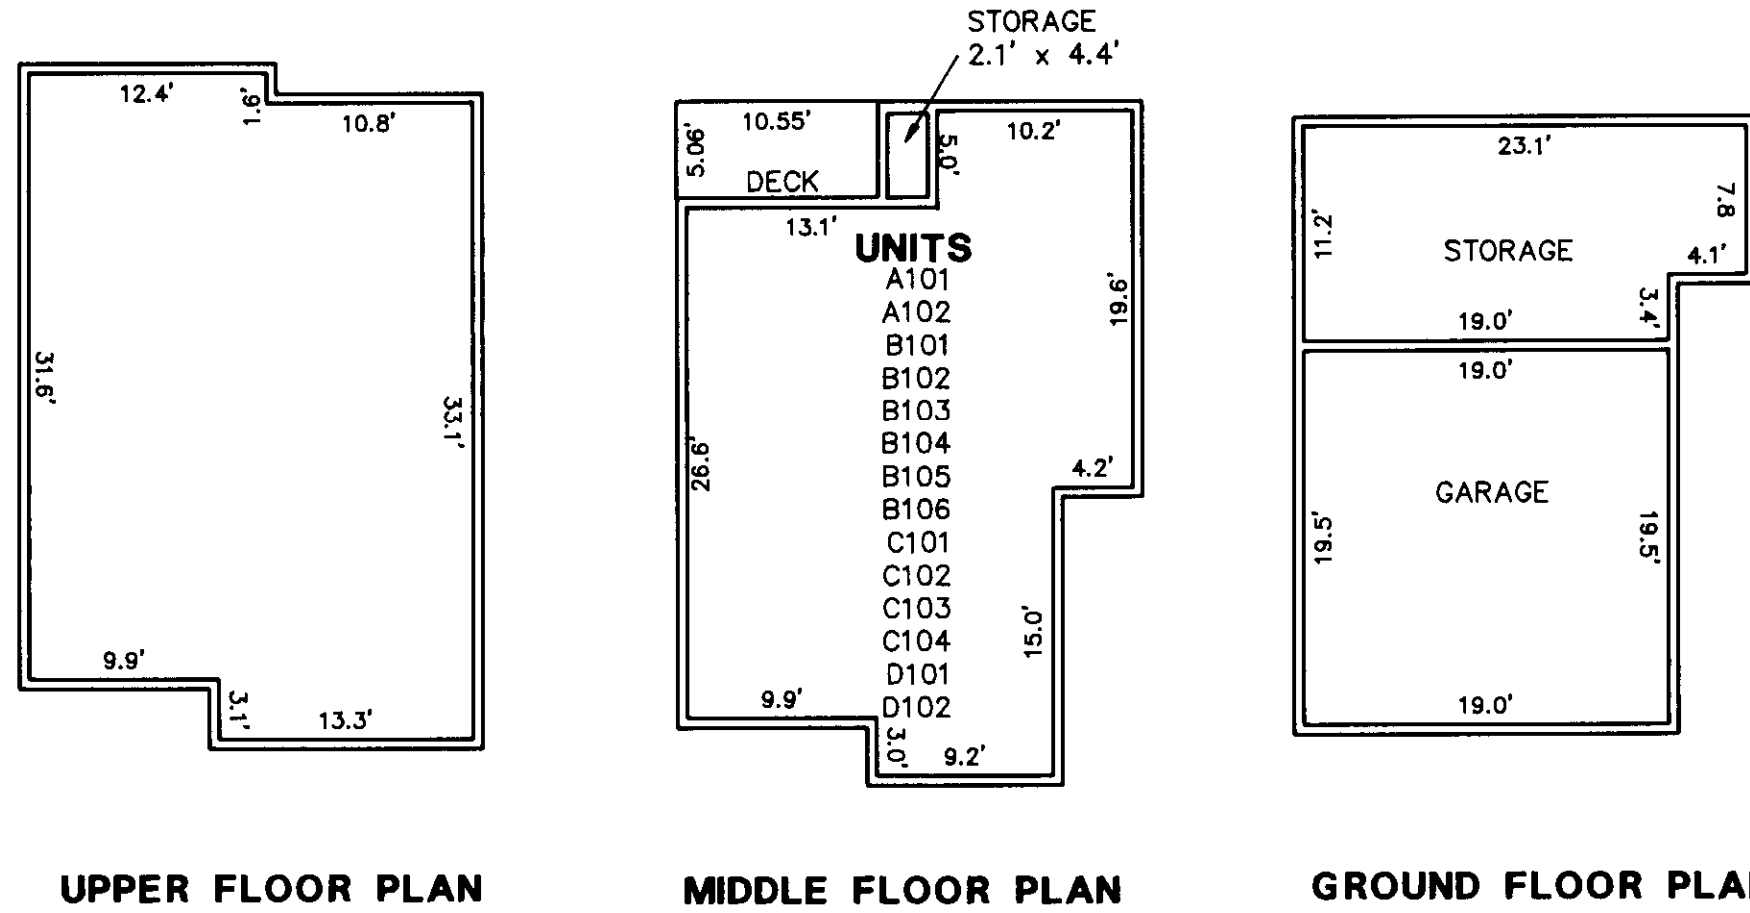 12.4'
1.6'
10.8'
31.6'
33.1'
9.9'
3.1'
13.3'
UPPER FLOOR PLAN
STORAGE
2.1' x 4.4'
10.55'
5.06'
DECK
5.0'
10.2'
13.1'
UNITS
A101
A102
B101
B102
B103
B104
B105
B106
C101
C102
C103
C104
D101
D102
19.6'
26.6'
4.2'
15.0'
9.9'
3.0'
9.2'
MIDDLE FLOOR PLAN
23.1'
11.2'
7.8
STORAGE
4.1'
3.4'
19.0'
19.0'
GARAGE
19.5'
19.5'
19.0'
GROUND FLOOR PLA